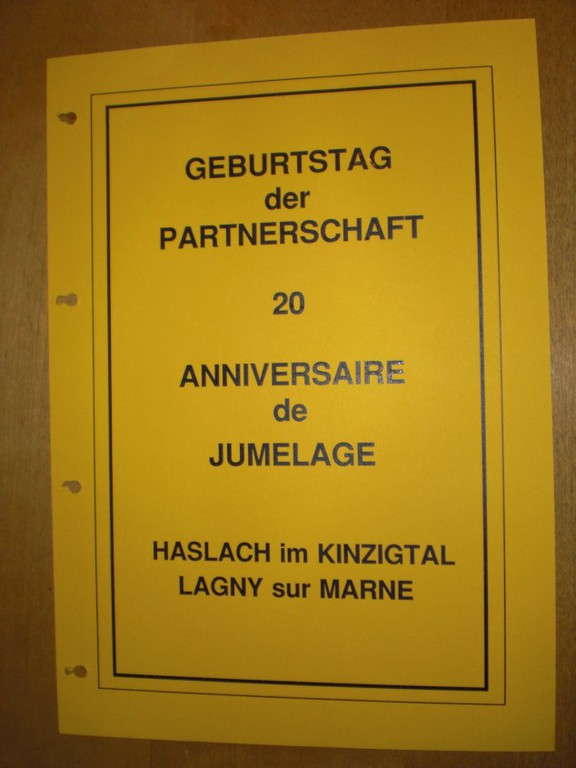 GEBURTSTAG
der
PARTNERSCHAFT
20
ANNIVERSAIRE
de
JUMELAGE
HASLACH im KINZIGTAL
LAGNY sur MARNE